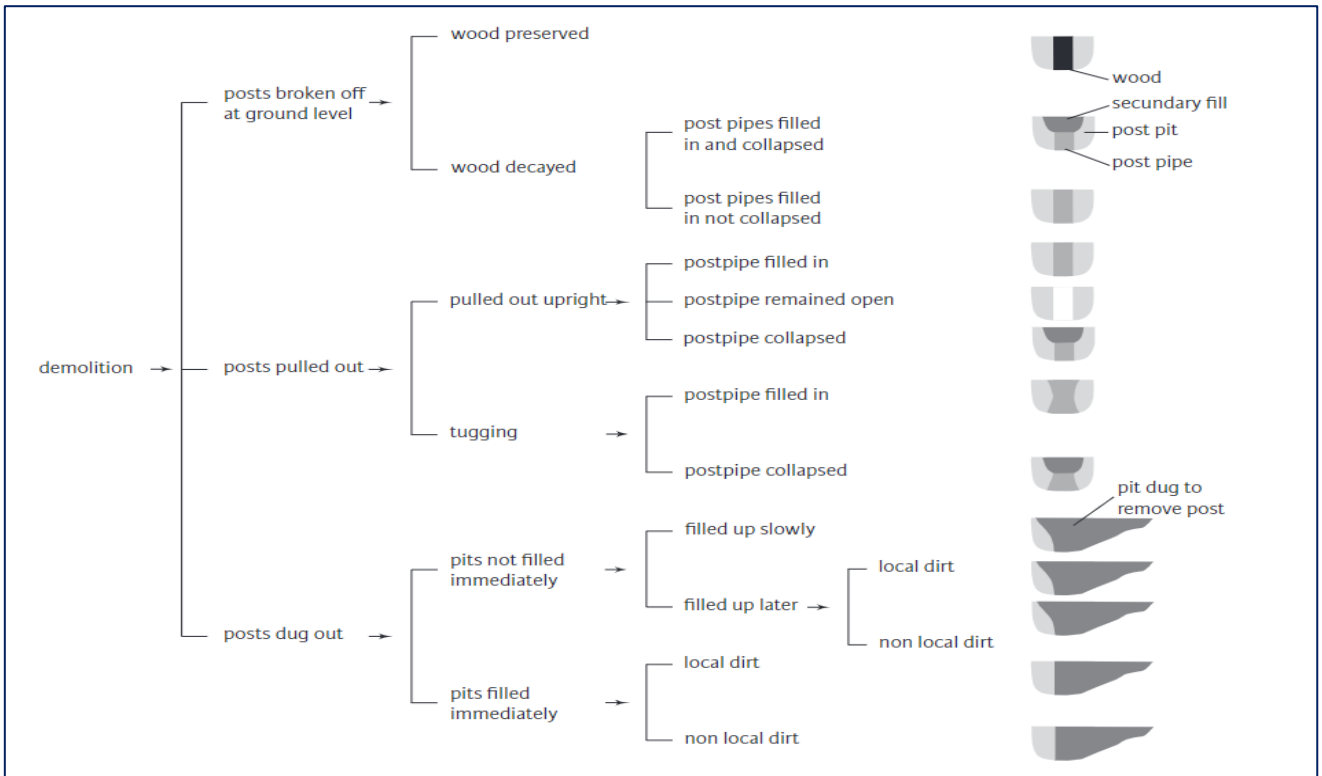 wood preserved
wood
posts broken off
at ground level
secundary fill
post pipes filled
in and collapsed
post pit
wood decayed
post pipe
post pipes filled
in not collapsed
postpipe filled in
pulled out upright
postpipe remained open
postpipe collapsed
demolition
posts pulled out
postpipe filled in
tugging
postpipe collapsed
pit dug to
remove post
filled up slowly
pits not filled
immediately
local dirt
filled up later
posts dug out
non local dirt
local dirt
pits filled
immediately
non local dirt